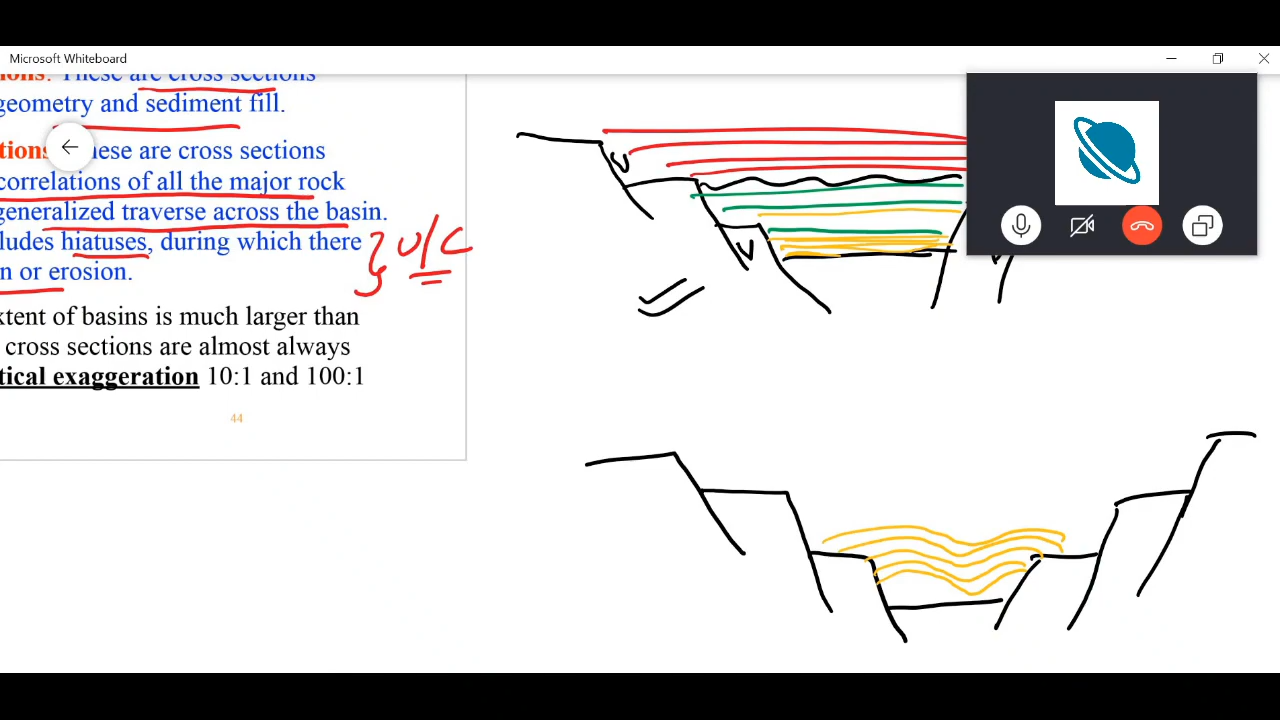 Microsoft Whiteboard
ions: These are cross sections
geometry and sediment fill.
tions hese are cross sections
correlations of all the major rock
generalized traverse across the basin.
ludes hiatuses, during which there
n or erosion.
U/C
xtent of basins is much larger than
cross sections are almost always
tical exaggeration 10:1 and 100:1
44
V
V